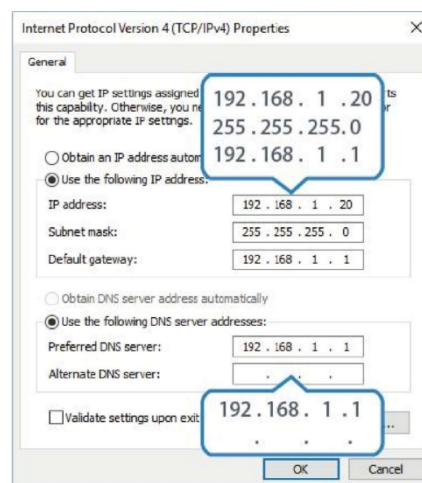 Internet Protocol Version 4 (TCP/IPv4) Properties
General
You can get IP settings assigned ts
this capability. Otherwise, you ne or
for the appropriate IP settings.
192.168. 1 .20
255.255.255.0
192.168. 1 .1
Obtain an IP address autom
Use the following IP address:
IP address: 192 . 168 . 1 . 20
Subnet mask: 255 . 255 . 255 . 0
Default gateway: 192 . 168 . 1 . 1
Obtain DNS server address automatically
Use the following DNS server addresses:
Preferred DNS server: 192 . 168 . 1 . 1
Alternate DNS server: . . .
192.168. 1 .1
. . .
Validate settings upon exit ...
OK Cancel